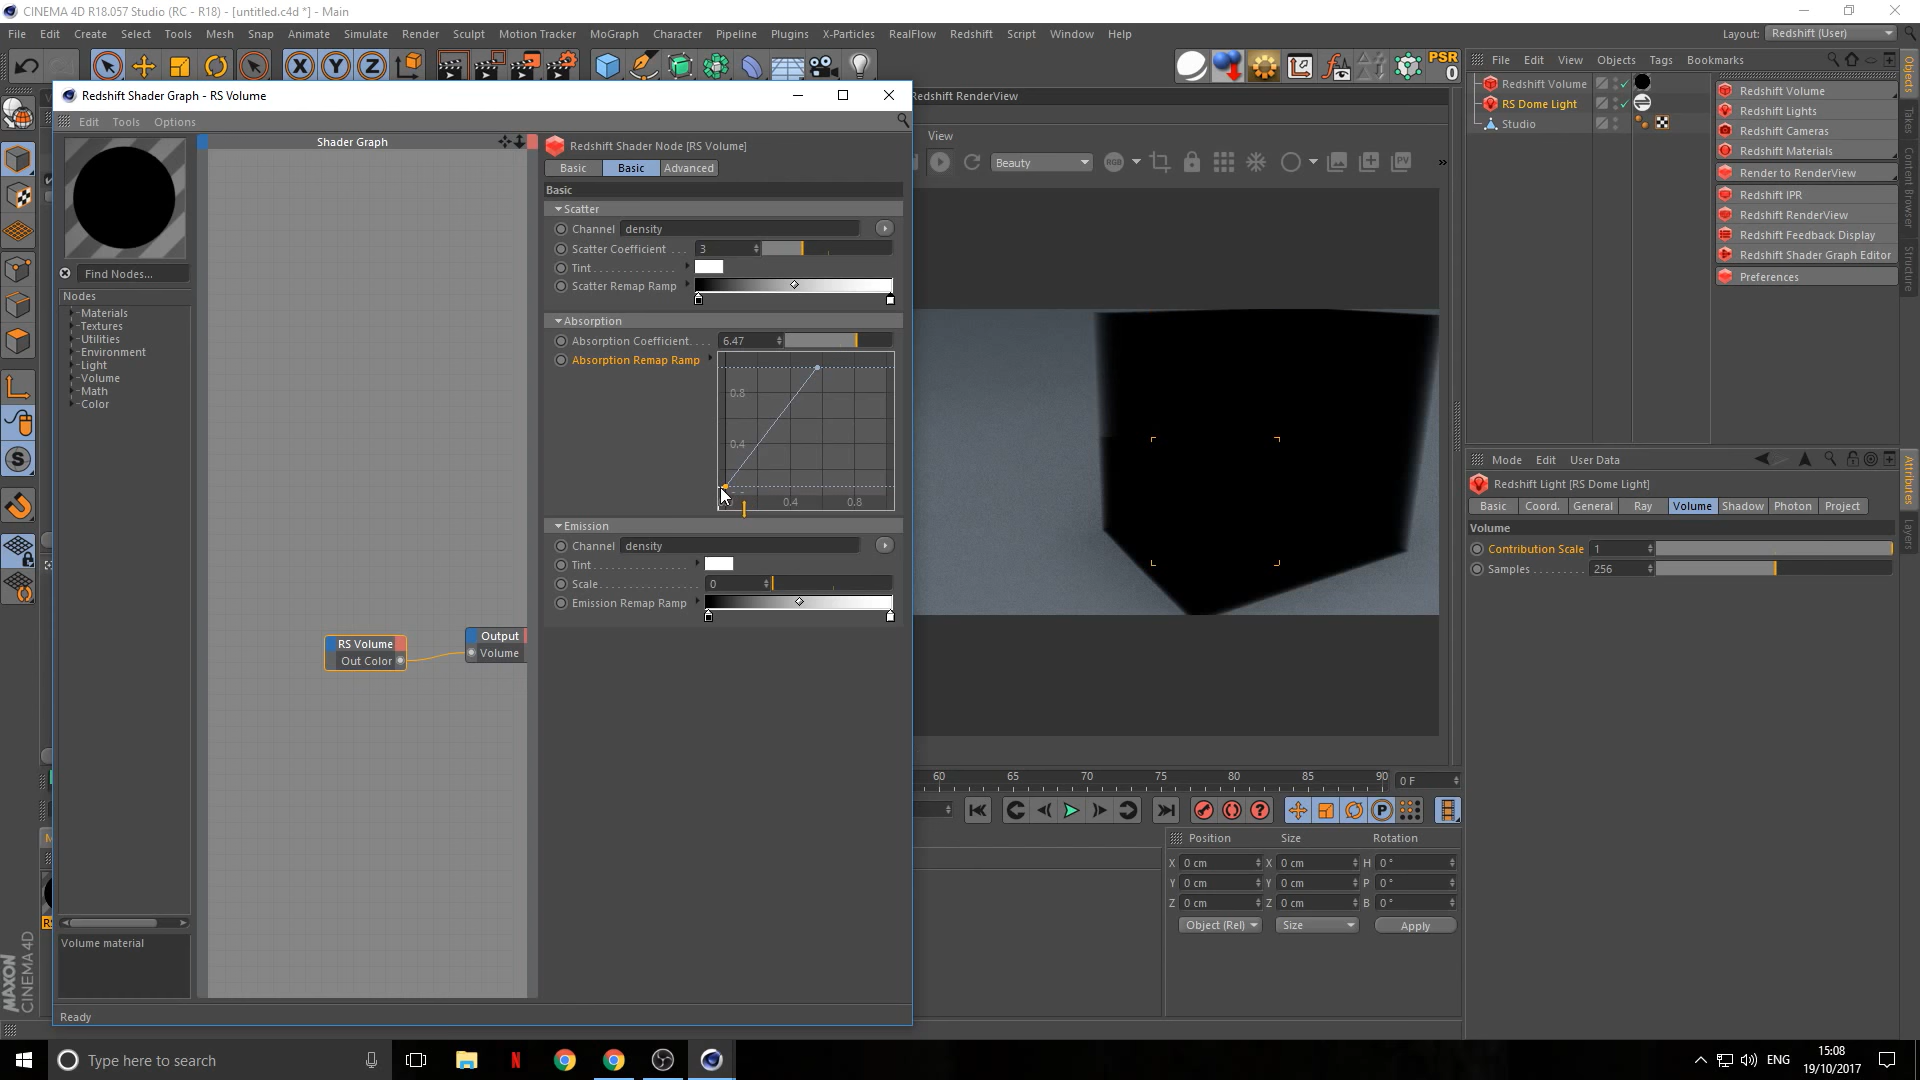 CINEMA 4D R18.057 Studio (RC - R18) - [untitled.c4d *] - Main
File Edit Create Select Tools Mesh Snap Animate Simulate Render Sculpt Motion Tracker MoGraph Character Pipeline Plugins X-Particles RealFlow Redshift Script Window Help
Layout: Redshift (User)
X Y Z
PSR
0
Redshift Shader Graph - RS Volume
Edit Tools Options
Shader Graph
Find Nodes...
Nodes
Materials
Textures
Utilities
Environment
Light
Volume
Math
Color
Volume material
RS Volume
Out Color
Output
Volume
Ready
Redshift Shader Node [RS Volume]
Basic Basic Advanced
Basic
Scatter
Channel density
Scatter Coefficient . . . 3
Tint . . . . . . . . . . . . .
Scatter Remap Ramp
Absorption
Absorption Coefficient. . . . 6.47
Absorption Remap Ramp
0.8
0.4
0.4 0.8
Emission
Channel density
Tint . . . . . . . . . . . . . .
Scale. . . . . . . . . . . . . . 0
Emission Remap Ramp
Redshift RenderView
View
Beauty
RGB
PV
60 65 70 75 80 85 90 0 F
P
Position Size Rotation
X 0 cm X 0 cm H 0 °
Y 0 cm Y 0 cm P 0 °
Z 0 cm Z 0 cm B 0 °
Object (Rel) Size Apply
File Edit View Objects Tags Bookmarks
Redshift Volume
RS Dome Light
Studio
Redshift Volume
Redshift Lights
Redshift Cameras
Redshift Materials
Render to RenderView
Redshift IPR
Redshift RenderView
Redshift Feedback Display
Redshift Shader Graph Editor
Preferences
Objects
Takes
Content Browser
Structure
Mode Edit User Data
Redshift Light [RS Dome Light]
Basic Coord. General Ray Volume Shadow Photon Project
Volume
Contribution Scale 1
Samples . . . . . . . . . 256
Attributes
Layers
MAXON
CINEMA 4D
Type here to search
ENG
15:08
19/10/2017